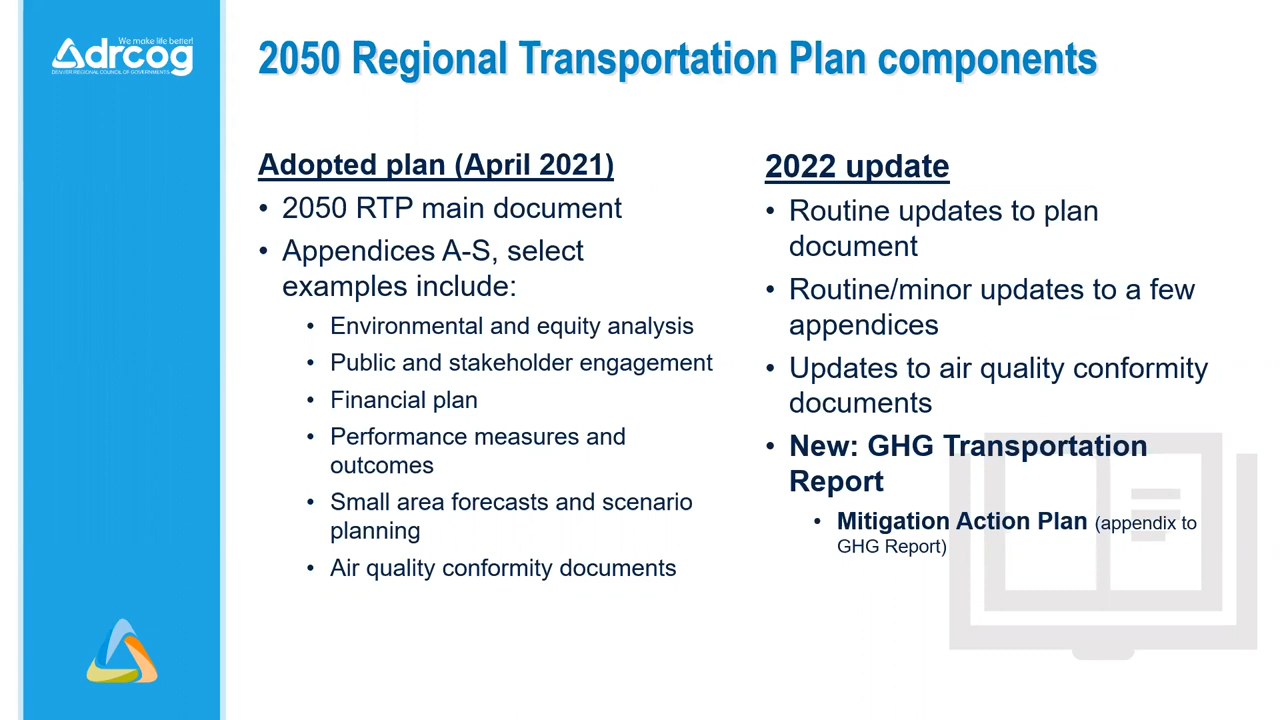 We make life better!
drcog
DENVER REGIONAL COUNCIL OF GOVERNMENTS
2050 Regional Transportation Plan components
Adopted plan (April 2021)
• 2050 RTP main document
• Appendices A-S, select
examples include:
• Environmental and equity analysis
• Public and stakeholder engagement
• Financial plan
• Performance measures and
outcomes
• Small area forecasts and scenario
planning
• Air quality conformity documents
2022 update
• Routine updates to plan
document
• Routine/minor updates to a few
appendices
• Updates to air quality conformity
documents
• New: GHG Transportation
Report
• Mitigation Action Plan (appendix to
GHG Report)